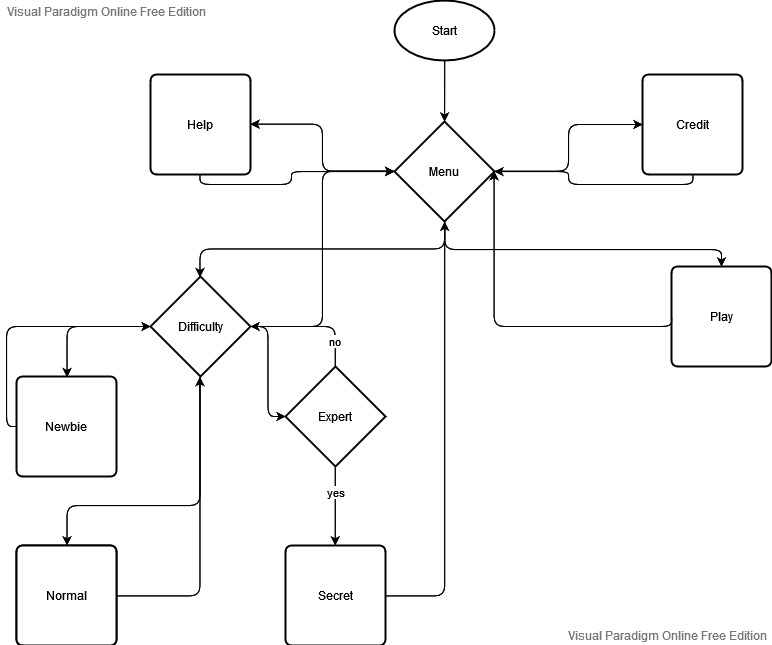 Visual Paradigm Online Free Edition
Start
Help
Credit
Menu
Play
Difficulty
no
Expert
Newbie
yes
Normal
Secret
Visual Paradigm Online Free Edition